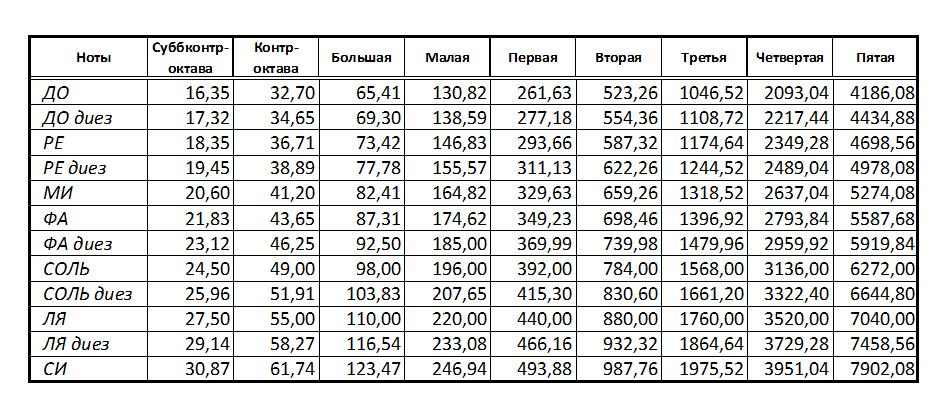 Ноты Суббконтр-октава Контр-октава Большая Малая Первая Вторая Третья Четвертая Пятая
ДО 16,35 32,70 65,41 130,82 261,63 523,26 1046,52 2093,04 4186,08
ДО диез 17,32 34,65 69,30 138,59 277,18 554,36 1108,72 2217,44 4434,88
РЕ 18,35 36,71 73,42 146,83 293,66 587,32 1174,64 2349,28 4698,56
РЕ диез 19,45 38,89 77,78 155,57 311,13 622,26 1244,52 2489,04 4978,08
МИ 20,60 41,20 82,41 164,82 329,63 659,26 1318,52 2637,04 5274,08
ФА 21,83 43,65 87,31 174,62 349,23 698,46 1396,92 2793,84 5587,68
ФА диез 23,12 46,25 92,50 185,00 369,99 739,98 1479,96 2959,92 5919,84
СОЛЬ 24,50 49,00 98,00 196,00 392,00 784,00 1568,00 3136,00 6272,00
СОЛЬ диез 25,96 51,91 103,83 207,65 415,30 830,60 1661,20 3322,40 6644,80
ЛЯ 27,50 55,00 110,00 220,00 440,00 880,00 1760,00 3520,00 7040,00
ЛЯ диез 29,14 58,27 116,54 233,08 466,16 932,32 1864,64 3729,28 7458,56
СИ 30,87 61,74 123,47 246,94 493,88 987,76 1975,52 3951,04 7902,08